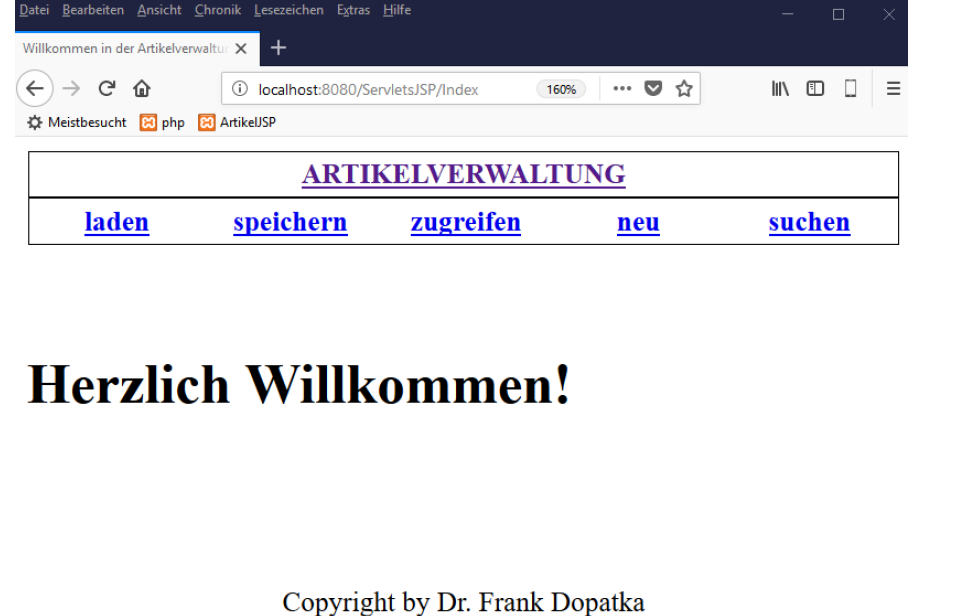 Datei Bearbeiten Ansicht Chronik Lesezeichen Extras Hilfe
Willkommen in der Artikelverwaltu
localhost:8080/ServletsJSP/Index 160%
Meistbesucht php ArtikelJSP
ARTIKELVERWALTUNG
laden speichern zugreifen neu suchen
Herzlich Willkommen!
Copyright by Dr. Frank Dopatka